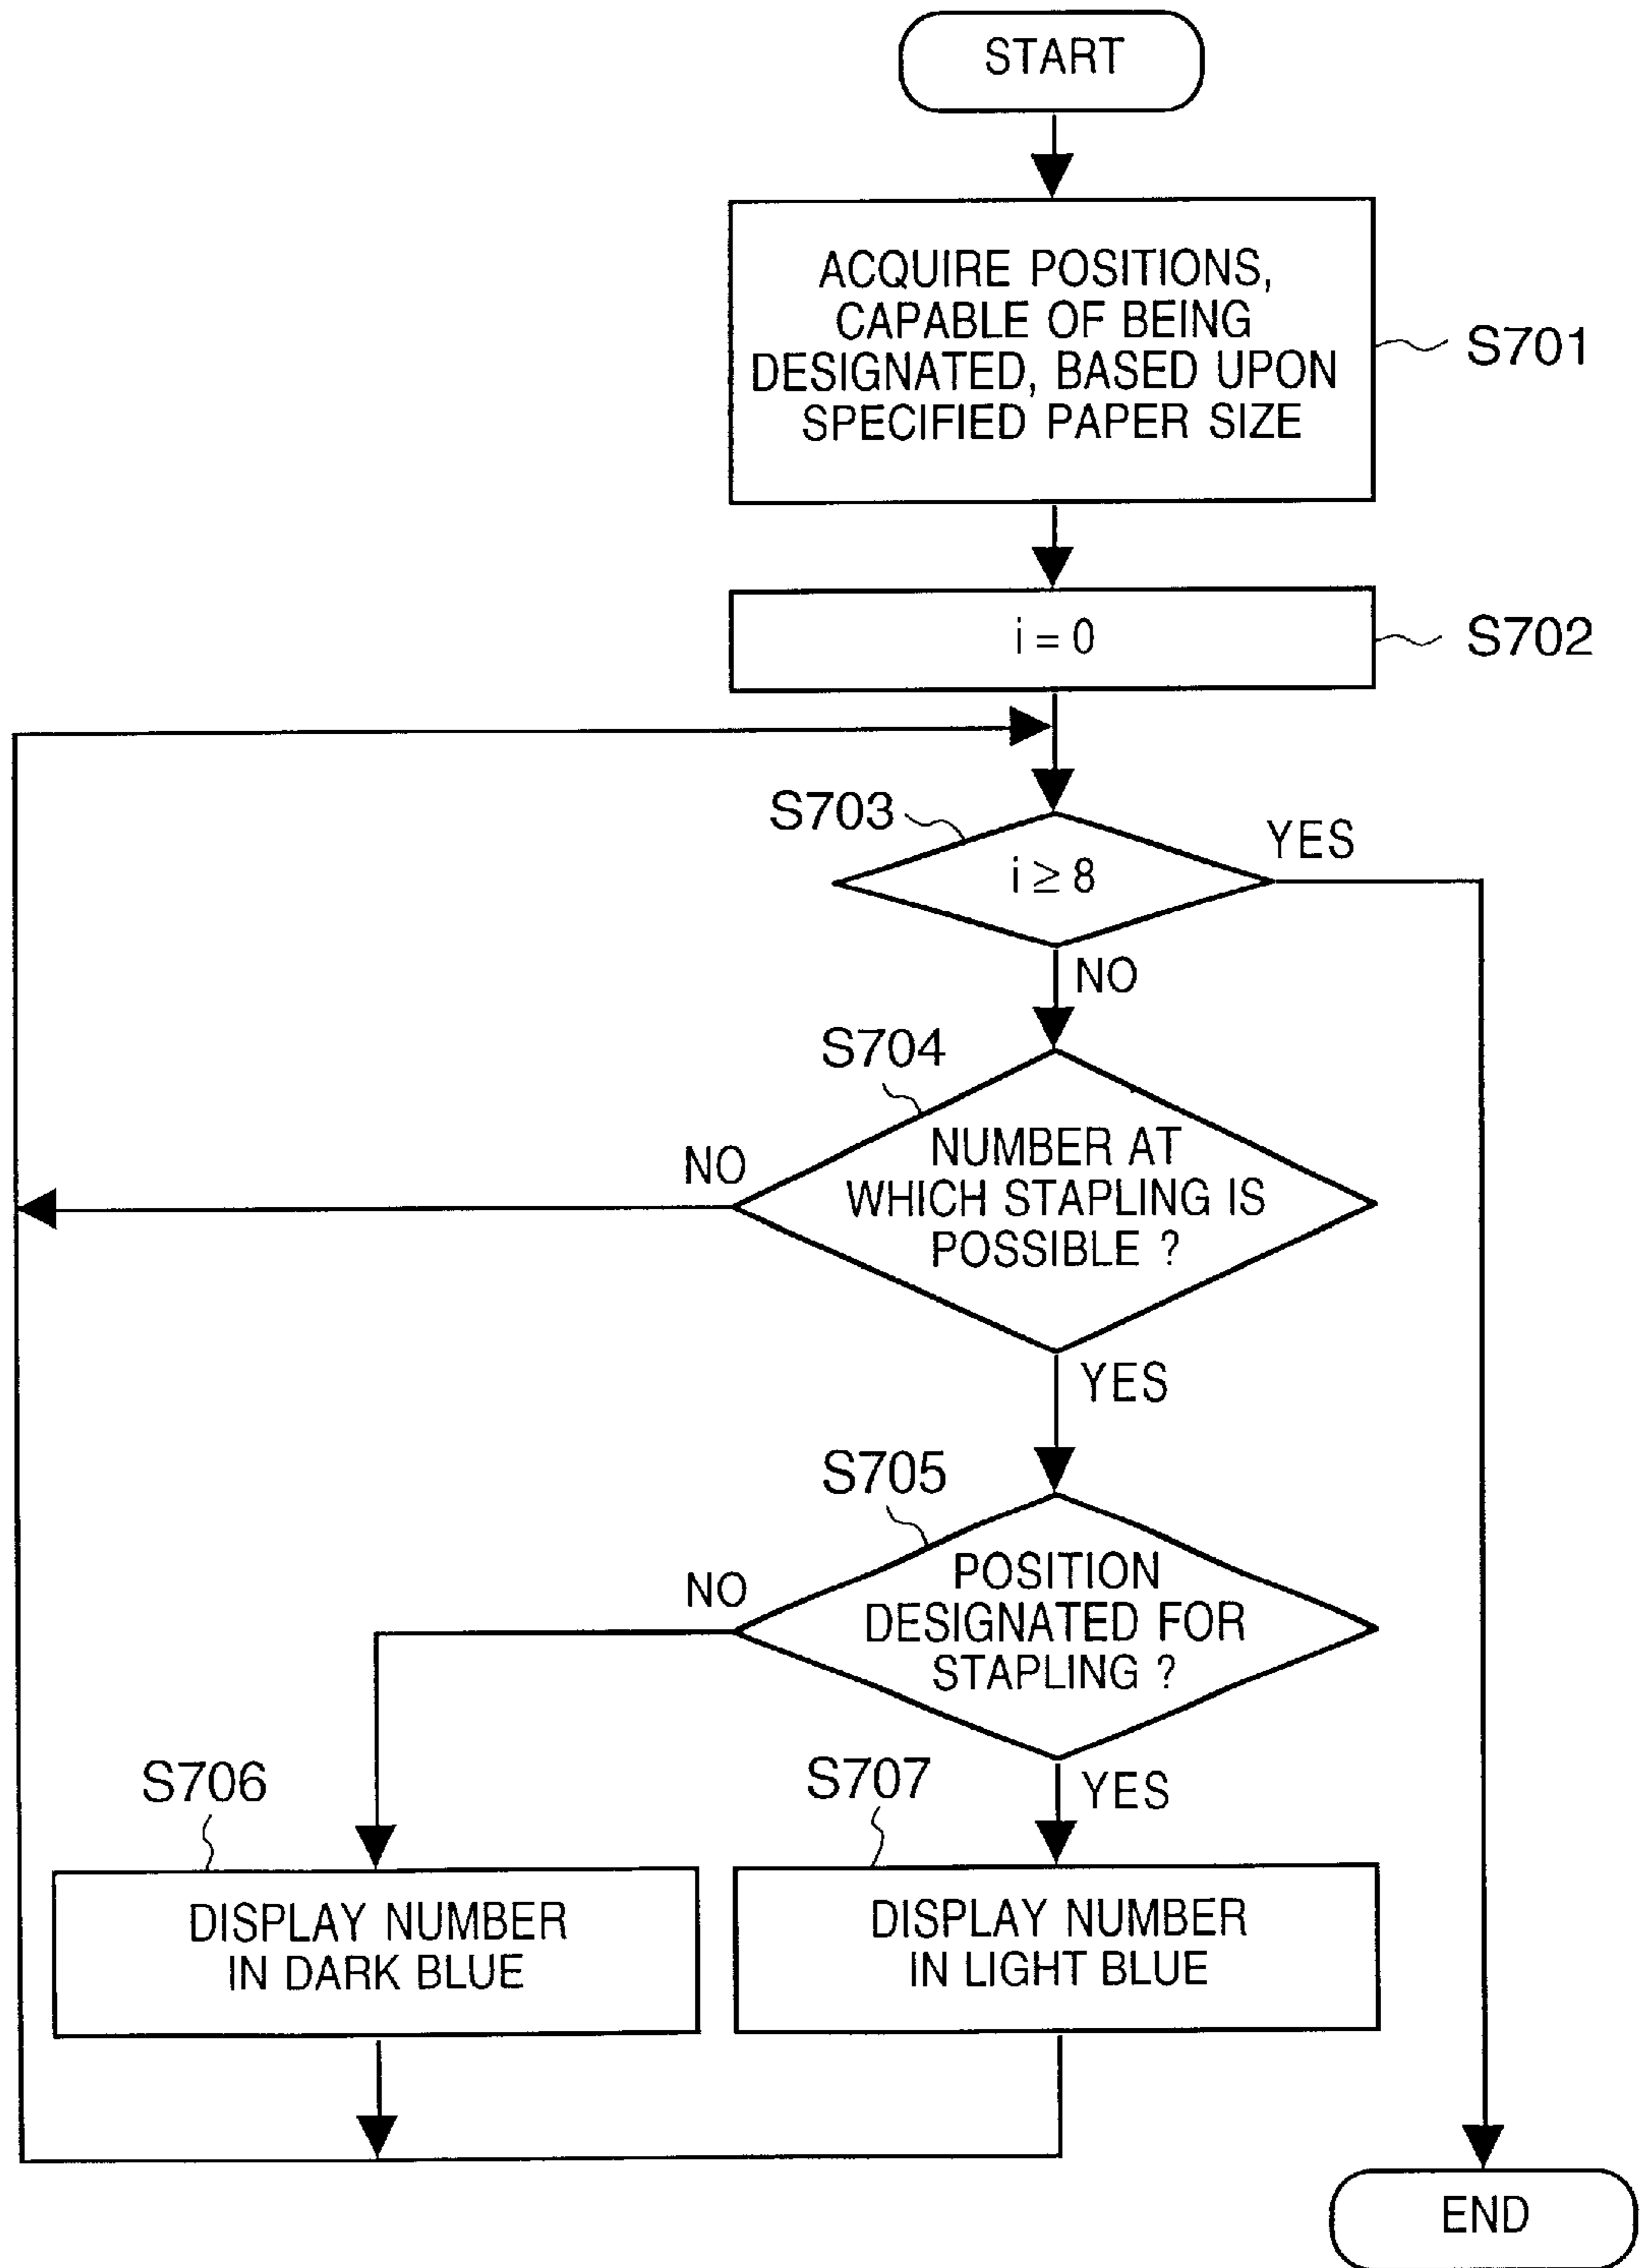 START
ACQUIRE POSITIONS,
CAPABLE OF BEING
DESIGNATED, BASED UPON
SPECIFIED PAPER SIZE
S701
i = 0
S702
S703
i ≥ 8
YES
NO
S704
NUMBER AT
WHICH STAPLING IS
POSSIBLE ?
NO
YES
S705
POSITION
DESIGNATED FOR
STAPLING ?
NO
YES
S706
DISPLAY NUMBER
IN DARK BLUE
S707
DISPLAY NUMBER
IN LIGHT BLUE
END